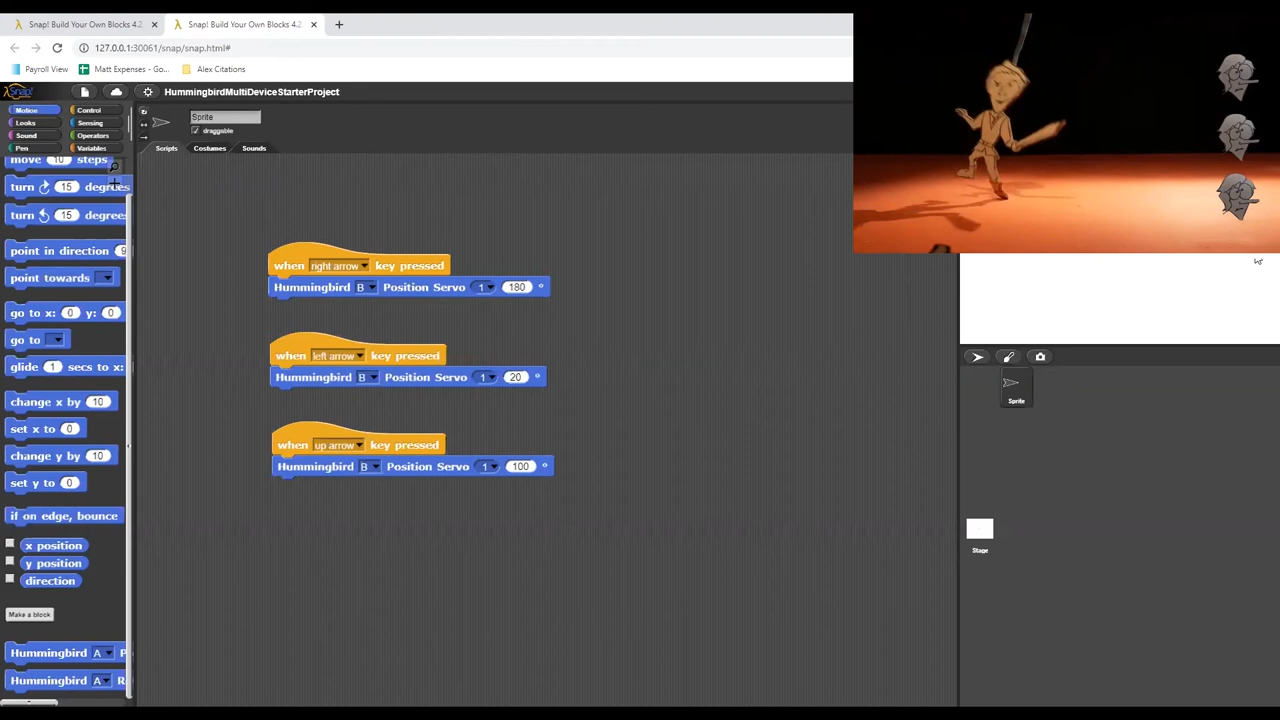 Snap! Build Your Own Blocks 4.2
Snap! Build Your Own Blocks 4.2
127.0.0.1:30061/snap/snap.html#
Payroll View
Matt Expenses - Go...
Alex Citations
Snap!
HummingbirdMultiDeviceStarterProject
Motion
Control
Looks
Sensing
Sound
Operators
Pen
Variables
Sprite
draggable
Scripts
Costumes
Sounds
move 10 steps
turn 15 degrees
turn 15 degrees
point in direction 9
point towards
go to x: 0 y: 0
go to
glide 1 secs to x:
change x by 10
set x to 0
change y by 10
set y to 0
if on edge, bounce
x position
y position
direction
Make a block
Hummingbird A P
Hummingbird A R
when right arrow key pressed
Hummingbird B Position Servo 1 180 °
when left arrow key pressed
Hummingbird B Position Servo 1 20 °
when up arrow key pressed
Hummingbird B Position Servo 1 100 °
Sprite
Stage